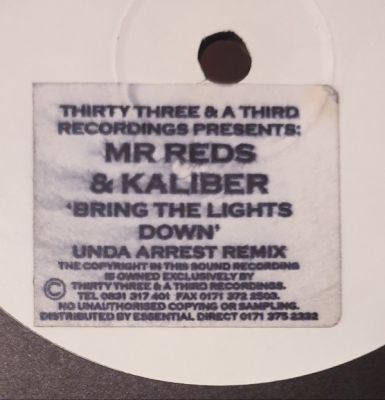 THIRTY THREE & A THIRD
RECORDINGS PRESENTS:
MR REDS
& KALIBER
'BRING THE LIGHTS
DOWN'
UNDA ARREST REMIX
THE COPYRIGHT IN THIS SOUND RECORDING
IS OWNED EXCLUSIVELY BY
© THIRTY THREE & A THIRD RECORDINGS.
TEL 0831 317 401 FAX 0171 372 2503.
NO UNAUTHORISED COPYING OR SAMPLING.
DISTRIBUTED BY ESSENTIAL DIRECT 0171 375 2332